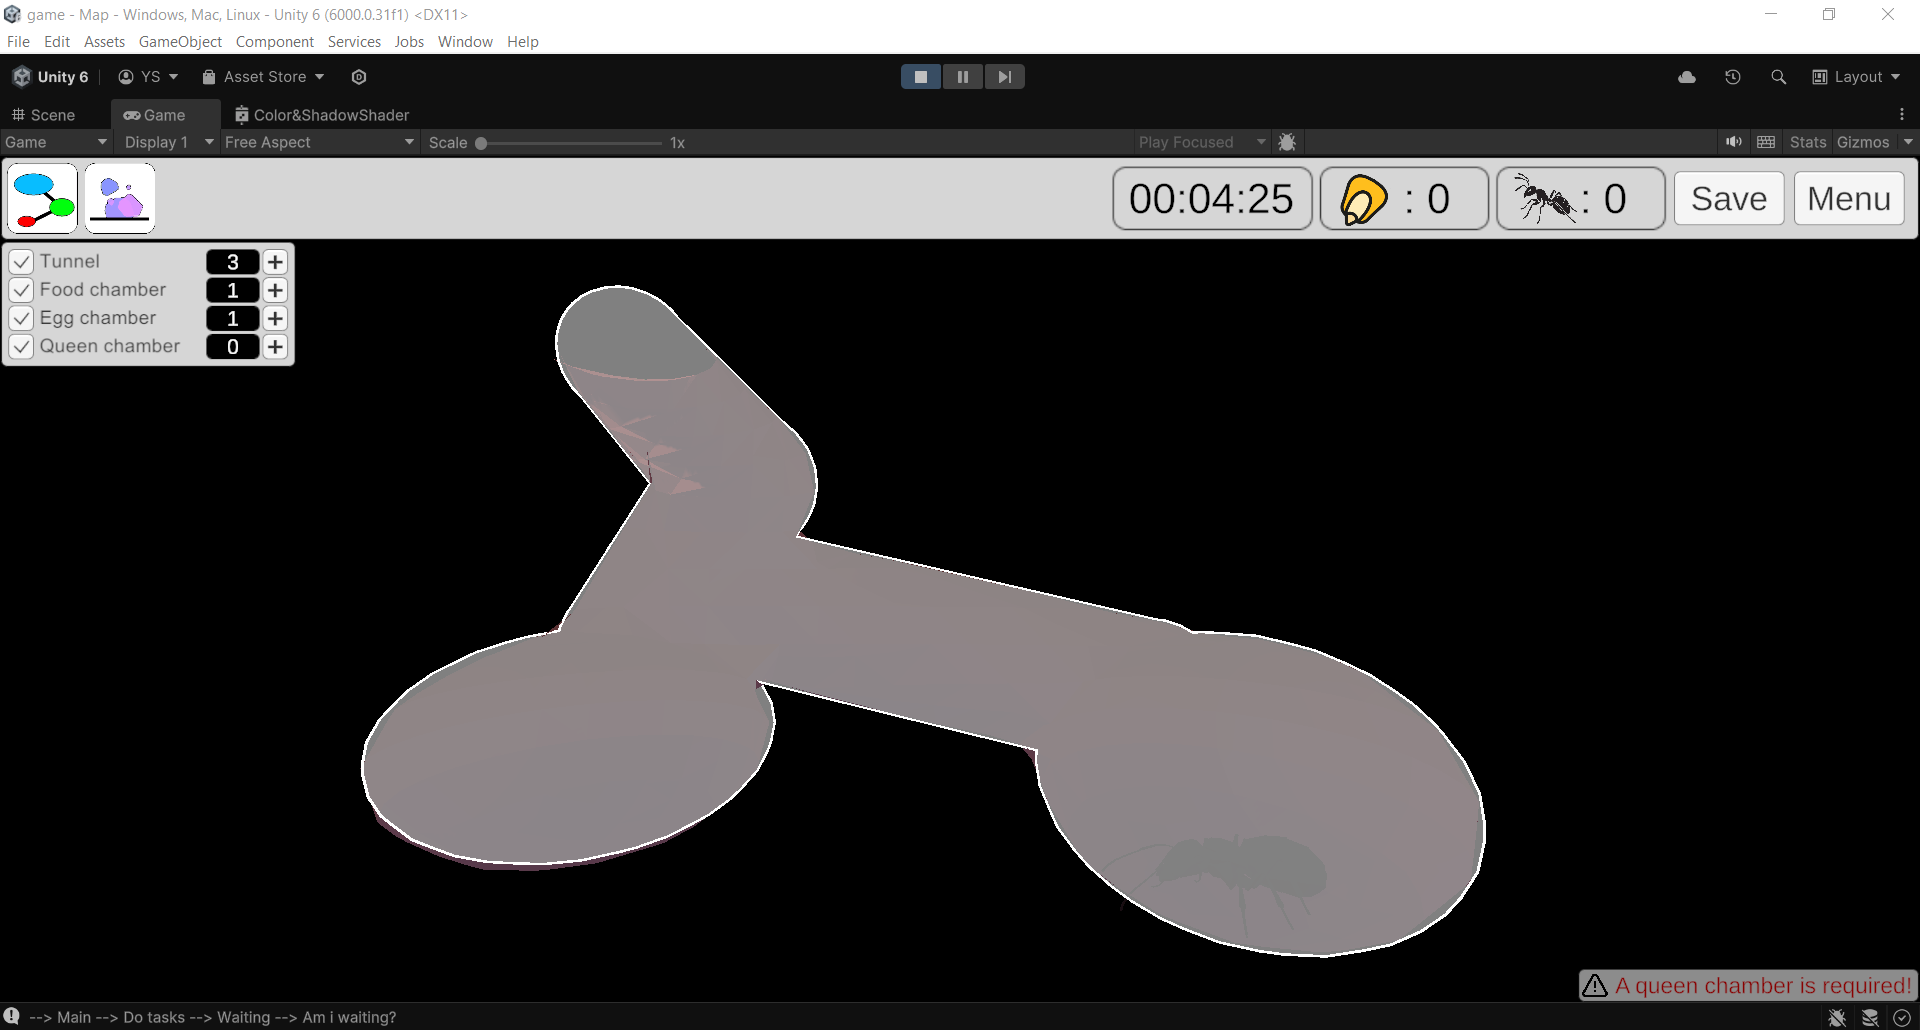 game - Map - Windows, Mac, Linux - Unity 6 (6000.0.31f1) <DX11>
File Edit Assets GameObject Component Services Jobs Window Help
Unity 6 YS Asset Store Layout
Scene Game Color&ShadowShader
Game Display 1 Free Aspect Scale 1x Play Focused Stats Gizmos
00:04:25 : 0 : 0 Save Menu
Tunnel 3 +
Food chamber 1 +
Egg chamber 1 +
Queen chamber 0 +
A queen chamber is required!
--> Main --> Do tasks --> Waiting --> Am i waiting?